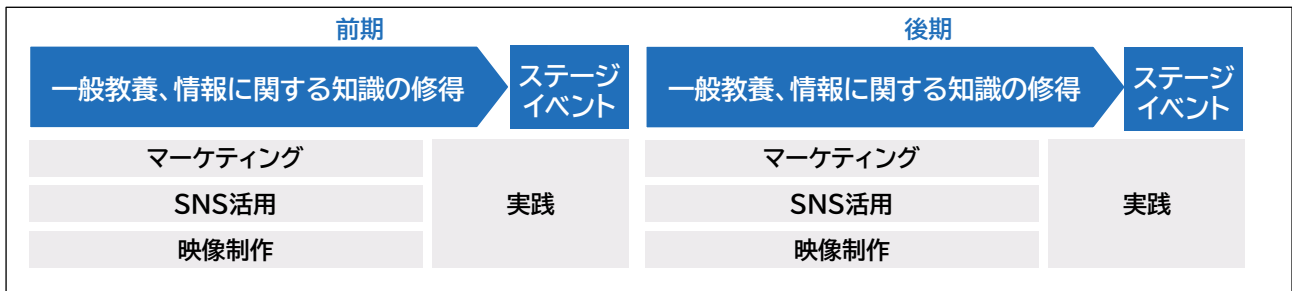 前期
一般教養、情報に関する知識の修得
ステージ
イベント
マーケティング
SNS活用
映像制作
実践
後期
一般教養、情報に関する知識の修得
ステージ
イベント
マーケティング
SNS活用
映像制作
実践